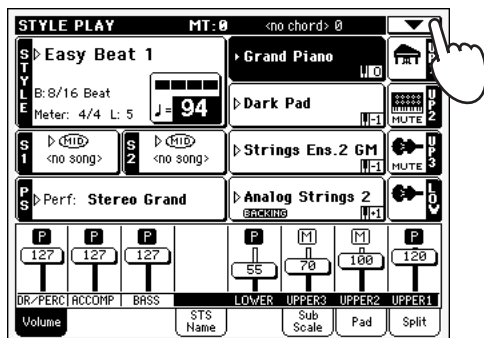 STYLE PLAY MT:0 <no chord> 0
STYLE
Easy Beat 1
B:8/16 Beat
Meter: 4/4 L: 5
♩= 94
Grand Piano
0
Dark Pad
-1
MUTE
UP2
S1
MID
<no song>
S2
MID
<no song>
Strings Ens.2 GM
-1
MUTE
UP3
PS
Perf: Stereo Grand
Analog Strings 2
BACKING
+1
LOW
P P P P M M P
127 127 127 55 70 100 120
DR/PERC ACCOMP BASS LOWER UPPER3 UPPER2 UPPER1
Volume
STS Name
Sub Scale
Pad
Split